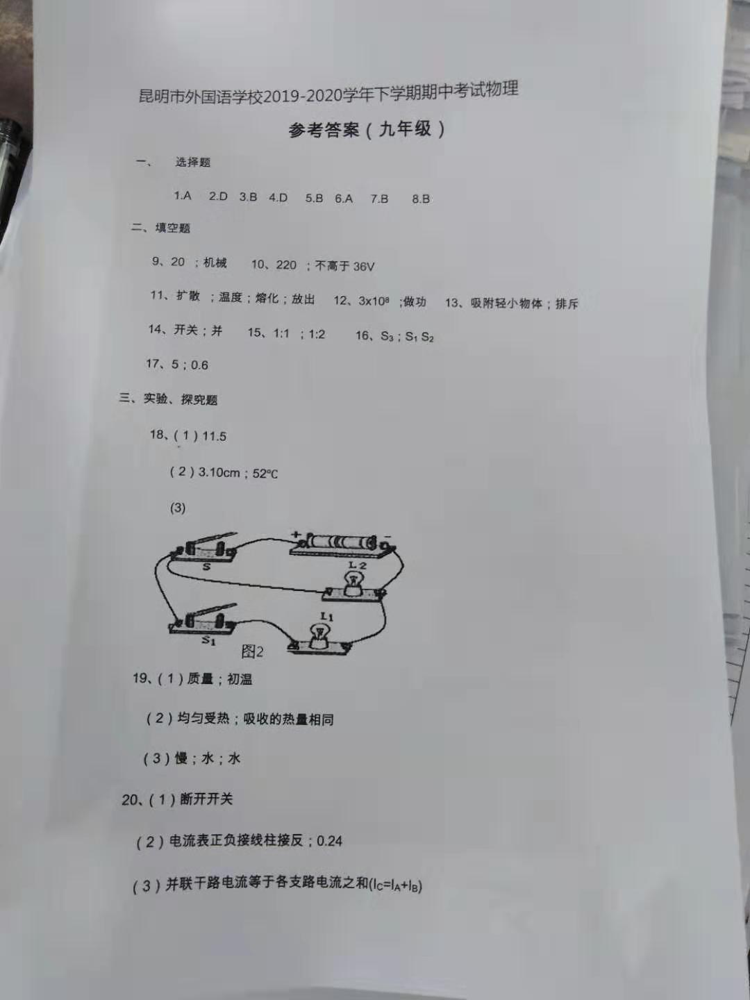 昆明市外国语学校2019-2020学年下学期期中考试物理
参考答案（九年级）
一、 选择题
1.A 2.D 3.B 4.D 5.B 6.A 7.B 8.B
二、填空题
9、20 ；机械 10、220 ；不高于 36V
11、扩散 ；温度；熔化；放出 12、3x10⁸ ;做功 13、吸附轻小物体；排斥
14、开关；并 15、1:1 ；1:2 16、S₃；S₁ S₂
17、5；0.6
三、实验、探究题
18、（1）11.5
（2）3.10cm；52℃
(3)
+ −
S L2
L1
S1
图2
19、（1）质量；初温
（2）均匀受热；吸收的热量相同
（3）慢；水；水
20、（1）断开开关
（2）电流表正负接线柱接反；0.24
（3）并联干路电流等于各支路电流之和(I_C=I_A+I_B)